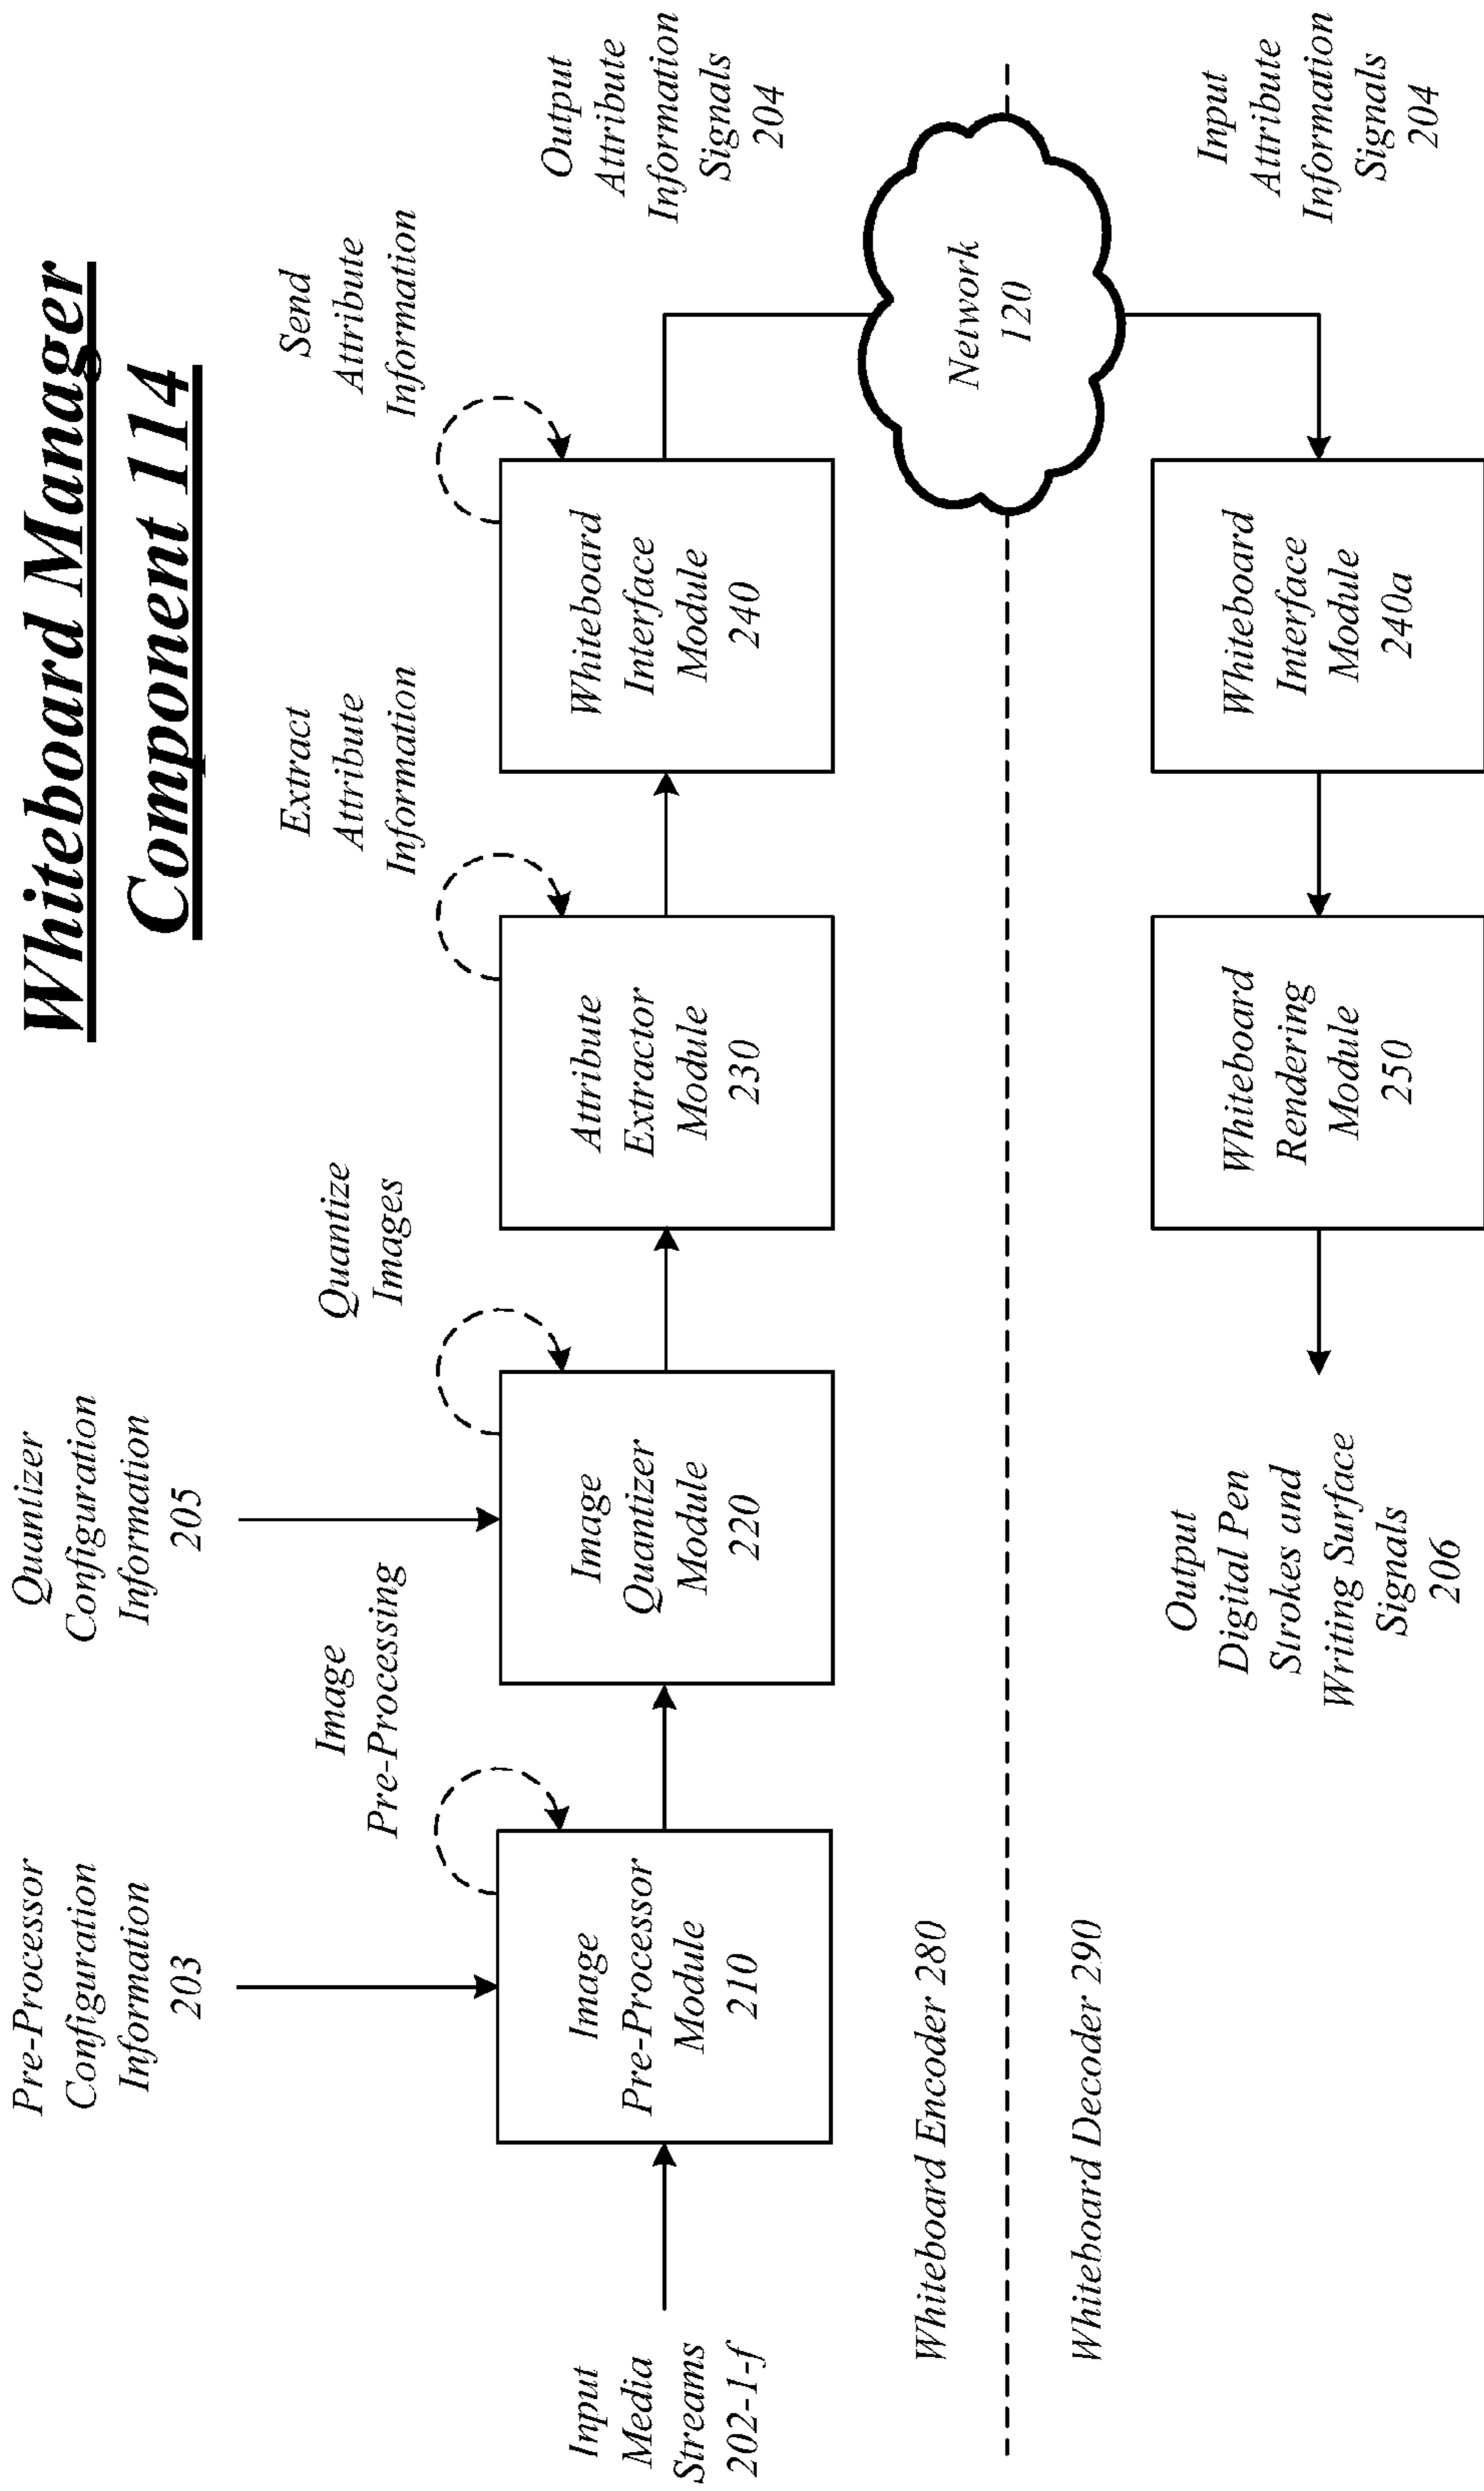 Whiteboard Manager
Component 114
Pre-Processor
Configuration
Information
203
Quantizer
Configuration
Information
205
Image
Pre-Processing
Quantize
Images
Extract
Attribute
Information
Send
Attribute
Information
Input
Media
Streams
202-1-f
Image
Pre-Processor
Module
210
Image
Quantizer
Module
220
Attribute
Extractor
Module
230
Whiteboard
Interface
Module
240
Output
Attribute
Information
Signals
204
Whiteboard Encoder 280
Network
120
Whiteboard Decoder 290
Output
Digital Pen
Strokes and
Writing Surface
Signals
206
Whiteboard
Rendering
Module
250
Whiteboard
Interface
Module
240a
Input
Attribute
Information
Signals
204